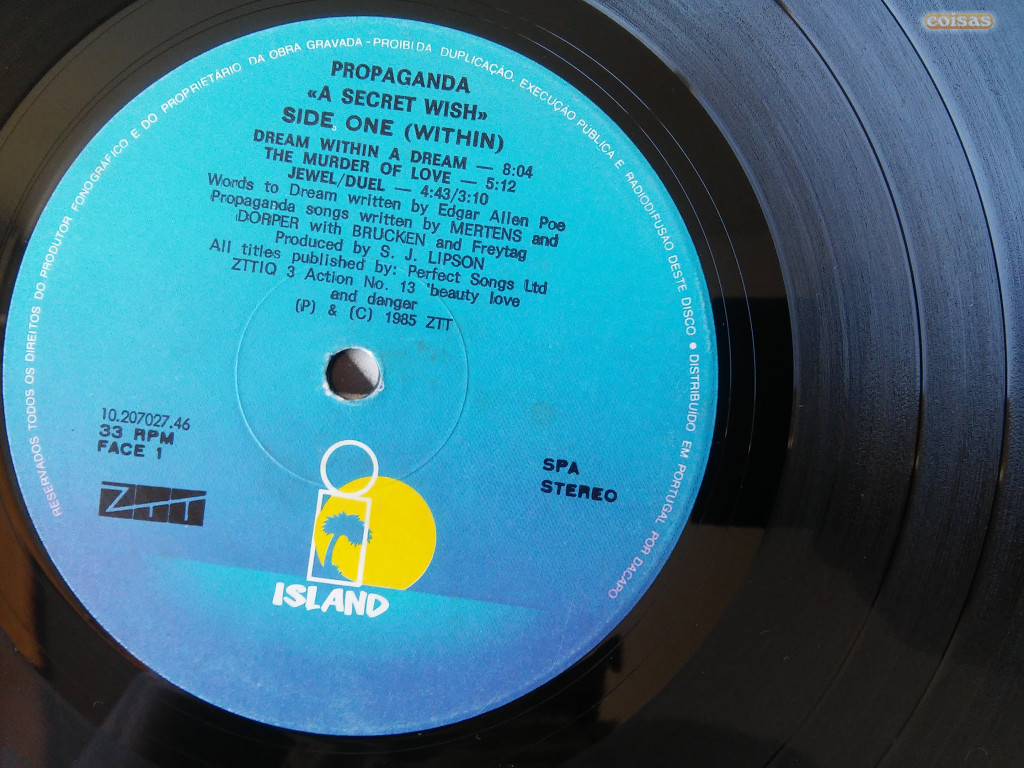 coisas
RESERVADOS TODOS OS DIREITOS DO PRODUTOR FONOGRÁFICO E DO PROPRIETÁRIO DA OBRA GRAVADA - PROIBIDA DUPLICAÇÃO, EXECUÇÃO PÚBLICA E RADIODIFUSAO DESTE DISCO ● DISTRIBUÍDO EM PORTUGAL POR DACAPO
PROPAGANDA
«A SECRET WISH»
SIDE ONE (WITHIN)
DREAM WITHIN A DREAM — 8:04
THE MURDER OF LOVE — 5:12
JEWEL/DUEL — 4:43/3:10
Words to Dream written by Edgar Allen Poe
Propaganda songs written by MERTENS and
DORPER with BRUCKEN and Freytag
Produced by S. J. LIPSON
All titles published by: Perfect Songs Ltd
ZTTIQ 3 Action No. 13 'beauty love
and danger
(P) & (C) 1985 ZTT
10.207027.46
33 RPM
FACE 1
ZTT
SPA
STEREO
i
ISLAND